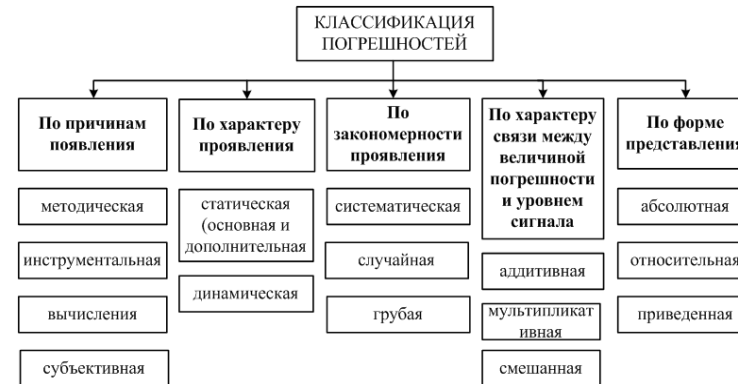 КЛАССИФИКАЦИЯ
ПОГРЕШНОСТЕЙ
По причинам
появления
методическая
инструментальная
вычисления
субъективная
По характеру
проявления
статическая
(основная и
дополнительная
динамическая
По
закономерности
проявления
систематическая
случайная
грубая
По характеру
связи между
величиной
погрешности
и уровнем
сигнала
аддитивная
мультипликат
ивная
смешанная
По форме
представления
абсолютная
относительная
приведенная